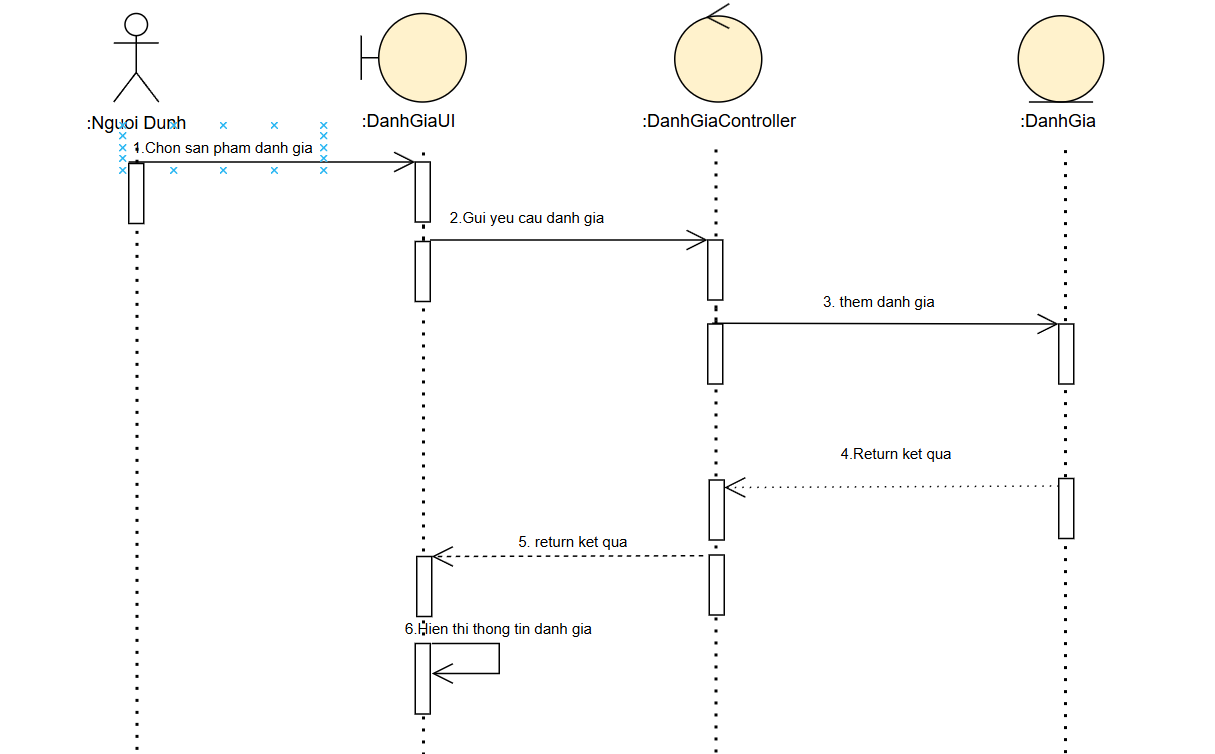 :Nguoi Dunh
:DanhGiaUI
:DanhGiaController
:DanhGia
1.Chon san pham danh gia
2.Gui yeu cau danh gia
3. them danh gia
4.Return ket qua
5. return ket qua
6.Hien thi thong tin danh gia